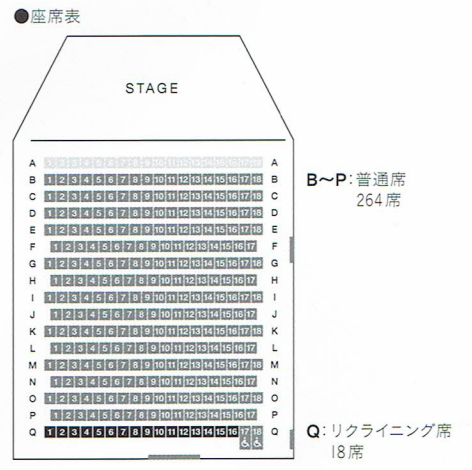 ●座席表
STAGE
A 1 2 3 4 5 6 7 8 9 10 11 12 13 14 15 16 17 18 A
B 1 2 3 4 5 6 7 8 9 10 11 12 13 14 15 16 17 18 B
C 1 2 3 4 5 6 7 8 9 10 11 12 13 14 15 16 17 18 C
D 1 2 3 4 5 6 7 8 9 10 11 12 13 14 15 16 17 18 D
E 1 2 3 4 5 6 7 8 9 10 11 12 13 14 15 16 17 18 E
F 1 2 3 4 5 6 7 8 9 10 11 12 13 14 15 16 17 F
G 1 2 3 4 5 6 7 8 9 10 11 12 13 14 15 16 17 18 G
H 1 2 3 4 5 6 7 8 9 10 11 12 13 14 15 16 17 H
I 1 2 3 4 5 6 7 8 9 10 11 12 13 14 15 16 17 18 I
J 1 2 3 4 5 6 7 8 9 10 11 12 13 14 15 16 17 J
K 1 2 3 4 5 6 7 8 9 10 11 12 13 14 15 16 17 18 K
L 1 2 3 4 5 6 7 8 9 10 11 12 13 14 15 16 17 L
M 1 2 3 4 5 6 7 8 9 10 11 12 13 14 15 16 17 18 M
N 1 2 3 4 5 6 7 8 9 10 11 12 13 14 15 16 17 N
O 1 2 3 4 5 6 7 8 9 10 11 12 13 14 15 16 17 18 O
P 1 2 3 4 5 6 7 8 9 10 11 12 13 14 15 16 17 P
Q 1 2 3 4 5 6 7 8 9 10 11 12 13 14 15 16 17 18 Q
B〜P：普通席
264席
Q：リクライニング席
18席